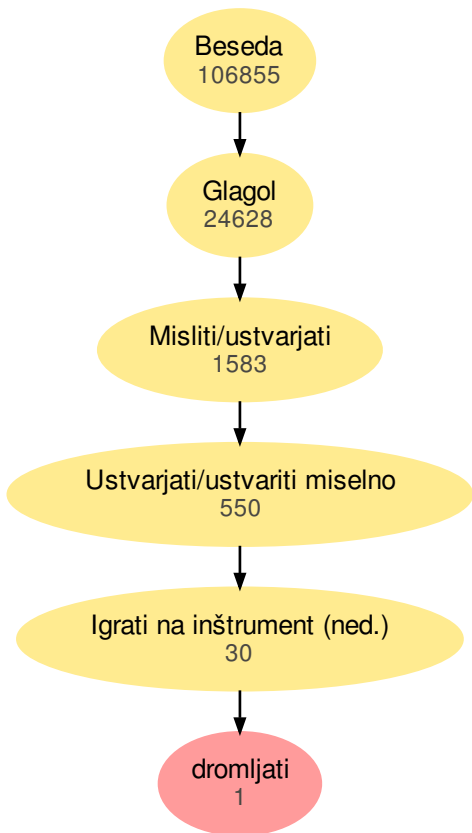 Beseda
106855
Glagol
24628
Misliti/ustvarjati
1583
Ustvarjati/ustvariti miselno
550
Igrati na inštrument (ned.)
30
dromljati
1